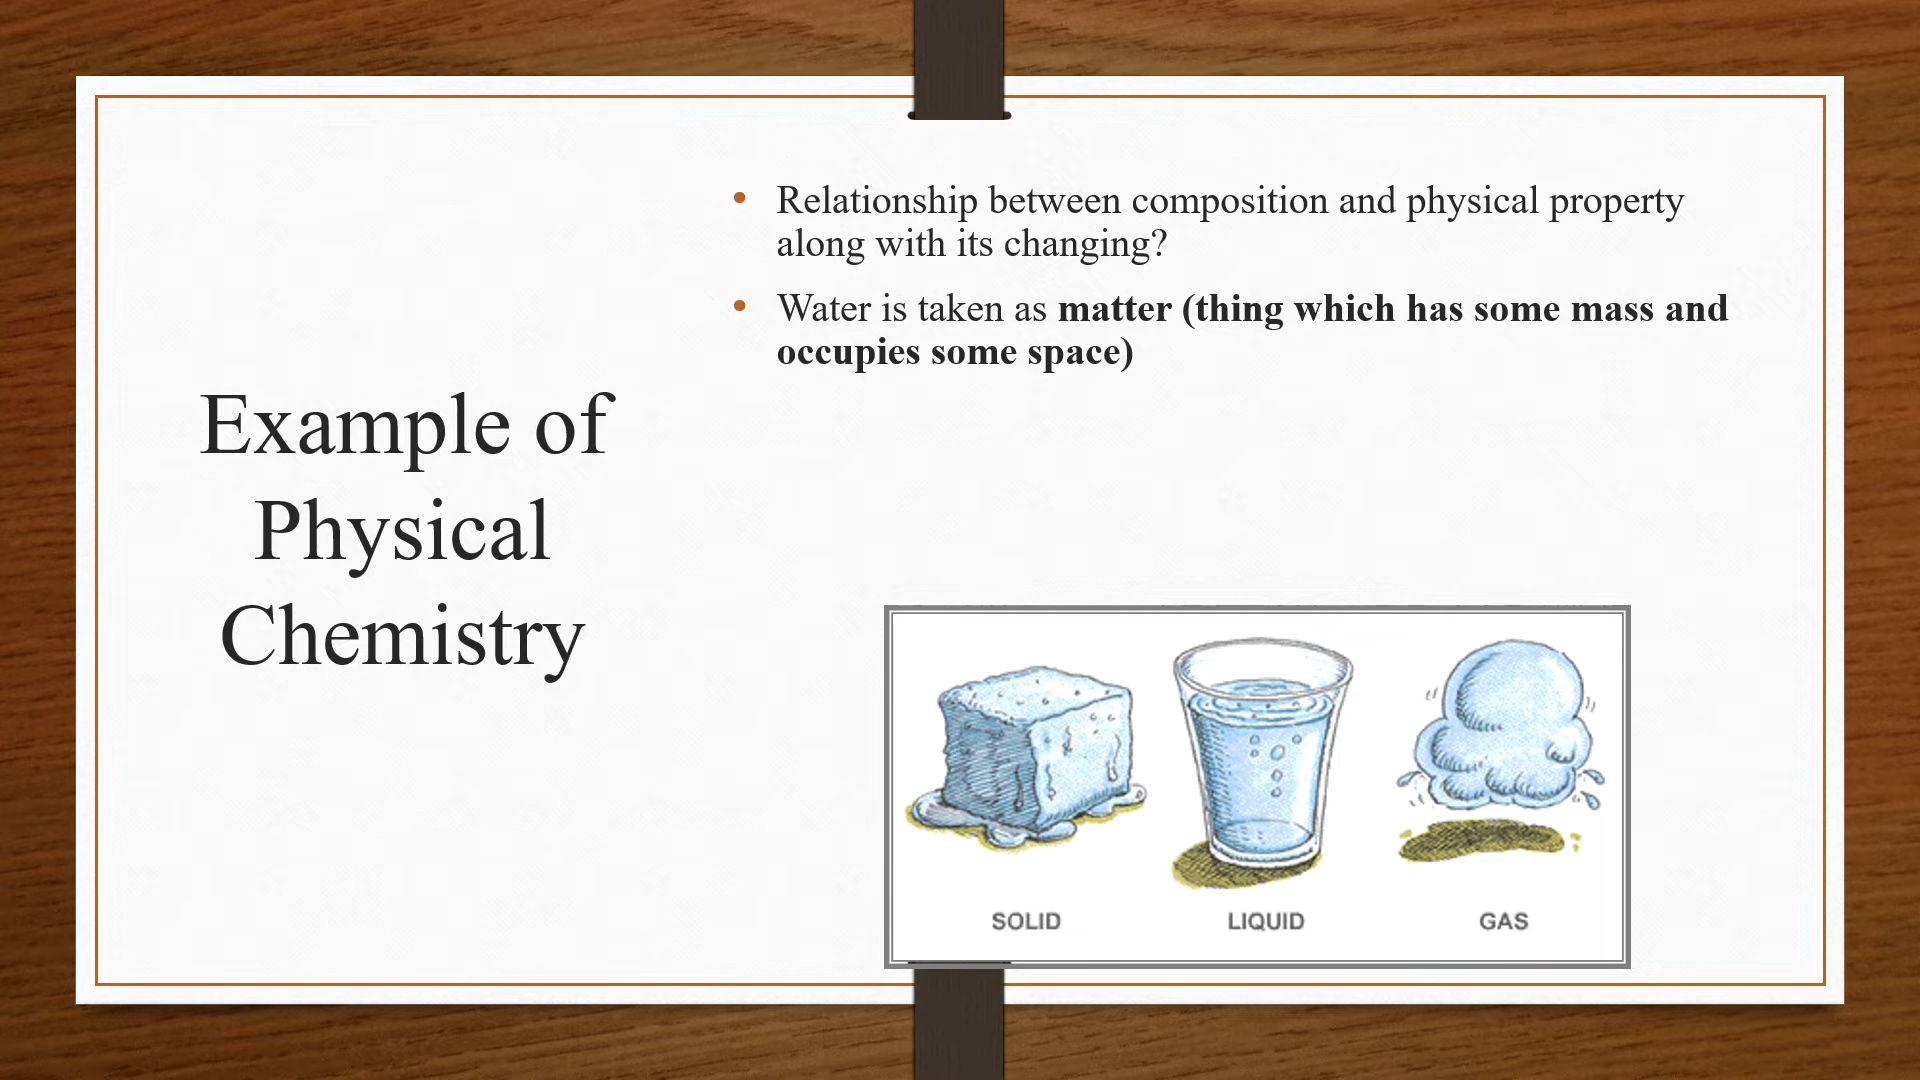 Example of
Physical
Chemistry
• Relationship between composition and physical property
along with its changing?
• Water is taken as matter (thing which has some mass and
occupies some space)
SOLID
LIQUID
GAS